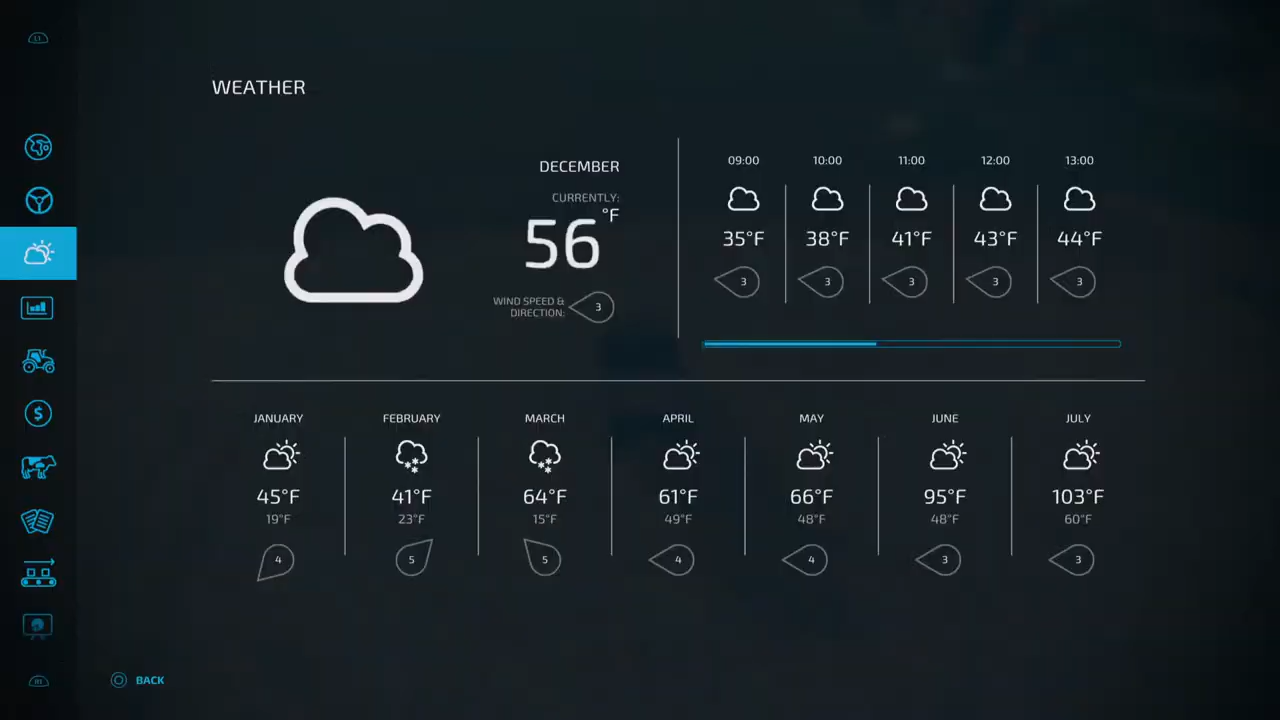 L1
WEATHER
DECEMBER
CURRENTLY:
56 °F
WIND SPEED &
DIRECTION:
3
09:00 10:00 11:00 12:00 13:00
35°F 38°F 41°F 43°F 44°F
3 3 3 3 3
JANUARY FEBRUARY MARCH APRIL MAY JUNE JULY
45°F 41°F 64°F 61°F 66°F 95°F 103°F
19°F 23°F 15°F 49°F 48°F 48°F 60°F
4 5 5 4 4 3 3
$
R1
BACK